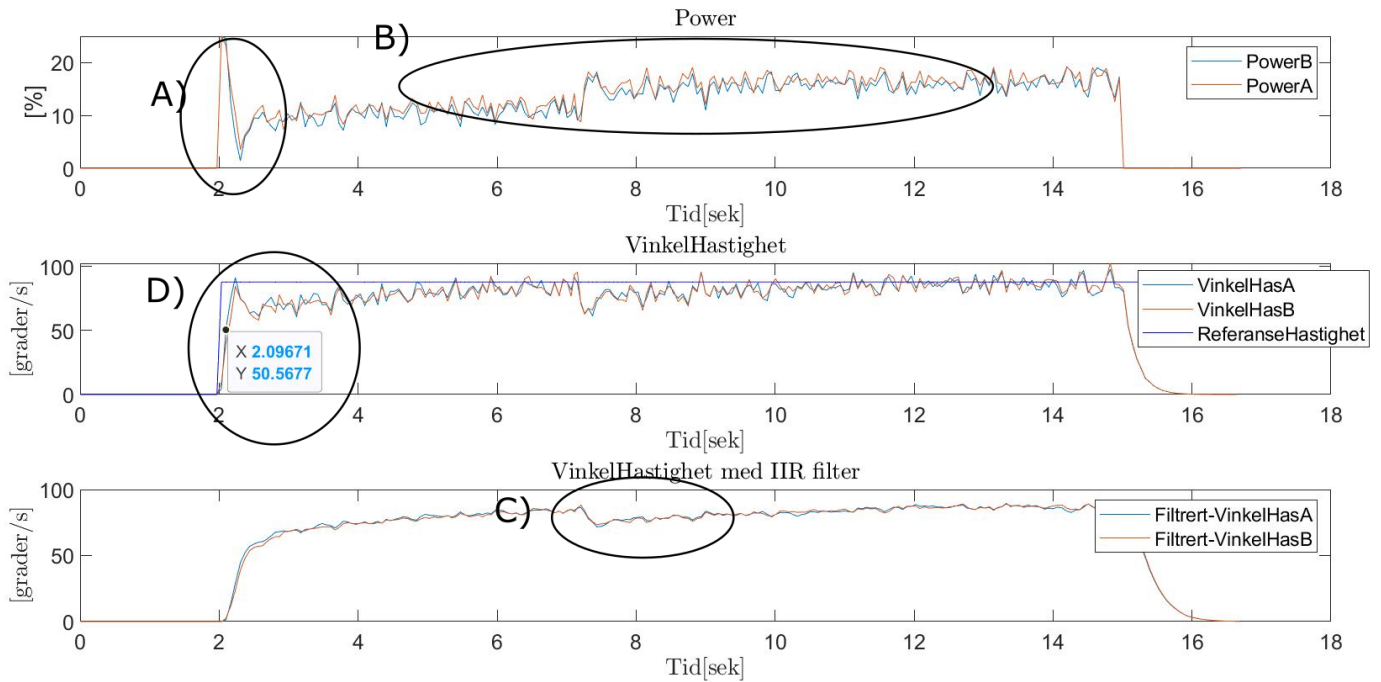 Power
B)
A)
[%]
20
10
0
PowerB
PowerA
0 2 4 6 8 10 12 14 16 18
Tid[sek]
VinkelHastighet
D)
[grader/s]
100
50
0
X 2.09671
Y 50.5677
VinkelHasA
VinkelHasB
ReferanseHastighet
0 2 4 6 8 10 12 14 16 18
Tid[sek]
VinkelHastighet med IIR filter
C)
[grader/s]
100
50
0
Filtrert-VinkelHasA
Filtrert-VinkelHasB
0 2 4 6 8 10 12 14 16 18
Tid[sek]